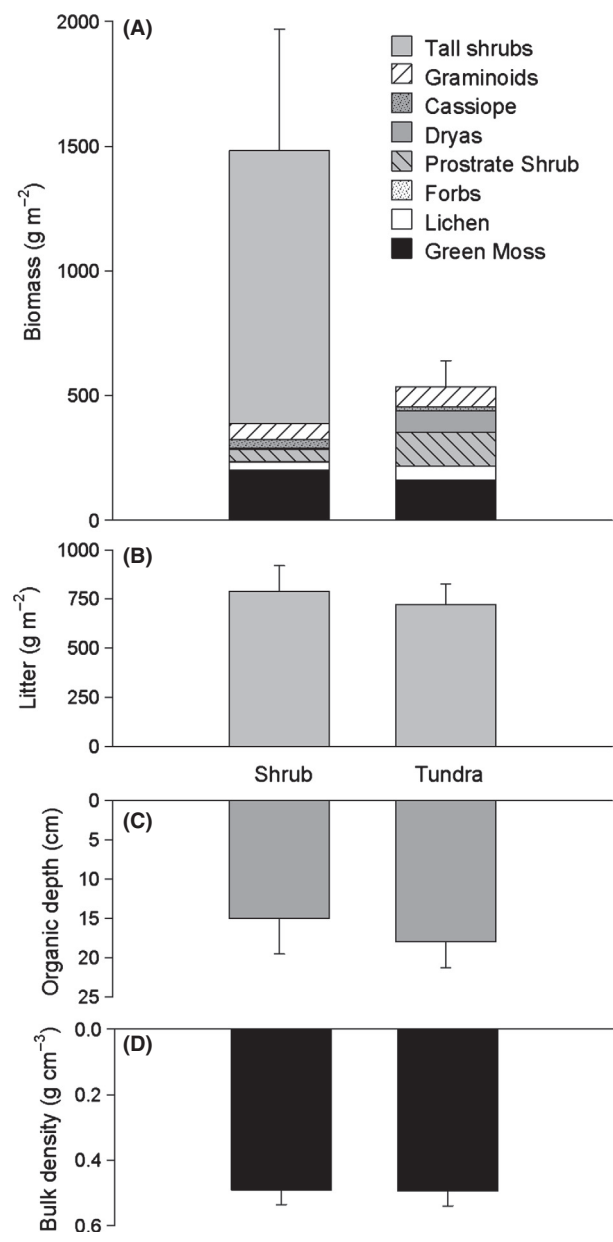 (A)
2000
1500
1000
500
0
Biomass (g m⁻²)
Tall shrubs
Graminoids
Cassiope
Dryas
Prostrate Shrub
Forbs
Lichen
Green Moss
(B)
1000
750
500
250
0
Litter (g m⁻²)
Shrub Tundra
(C)
0
5
10
15
20
25
Organic depth (cm)
(D)
0.0
0.2
0.4
0.6
Bulk density (g cm⁻³)